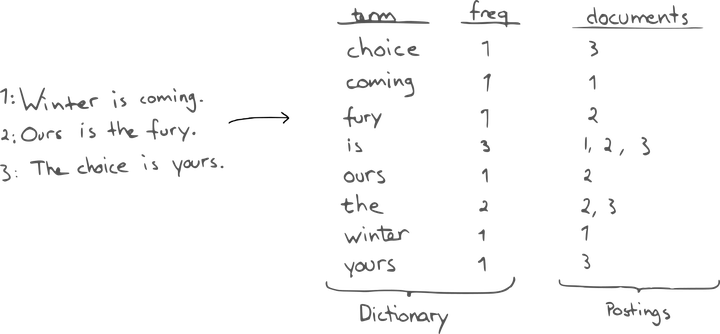 1: Winter is coming.
2: Ours is the fury.
3: The choice is yours.
term freq documents
choice 1 3
coming 1 1
fury 1 2
is 3 1, 2, 3
ours 1 2
the 2 2, 3
winter 1 1
yours 1 3
Dictionary Postings